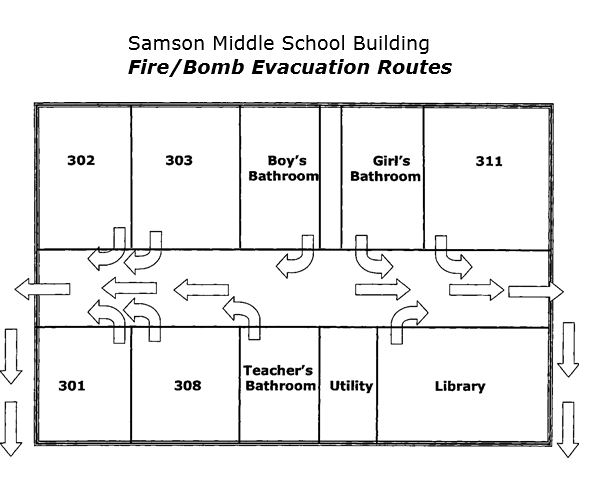 Samson Middle School Building
Fire/Bomb Evacuation Routes
302
303
Boy's
Bathroom
Girl's
Bathroom
311
301
308
Teacher's
Bathroom
Utility
Library